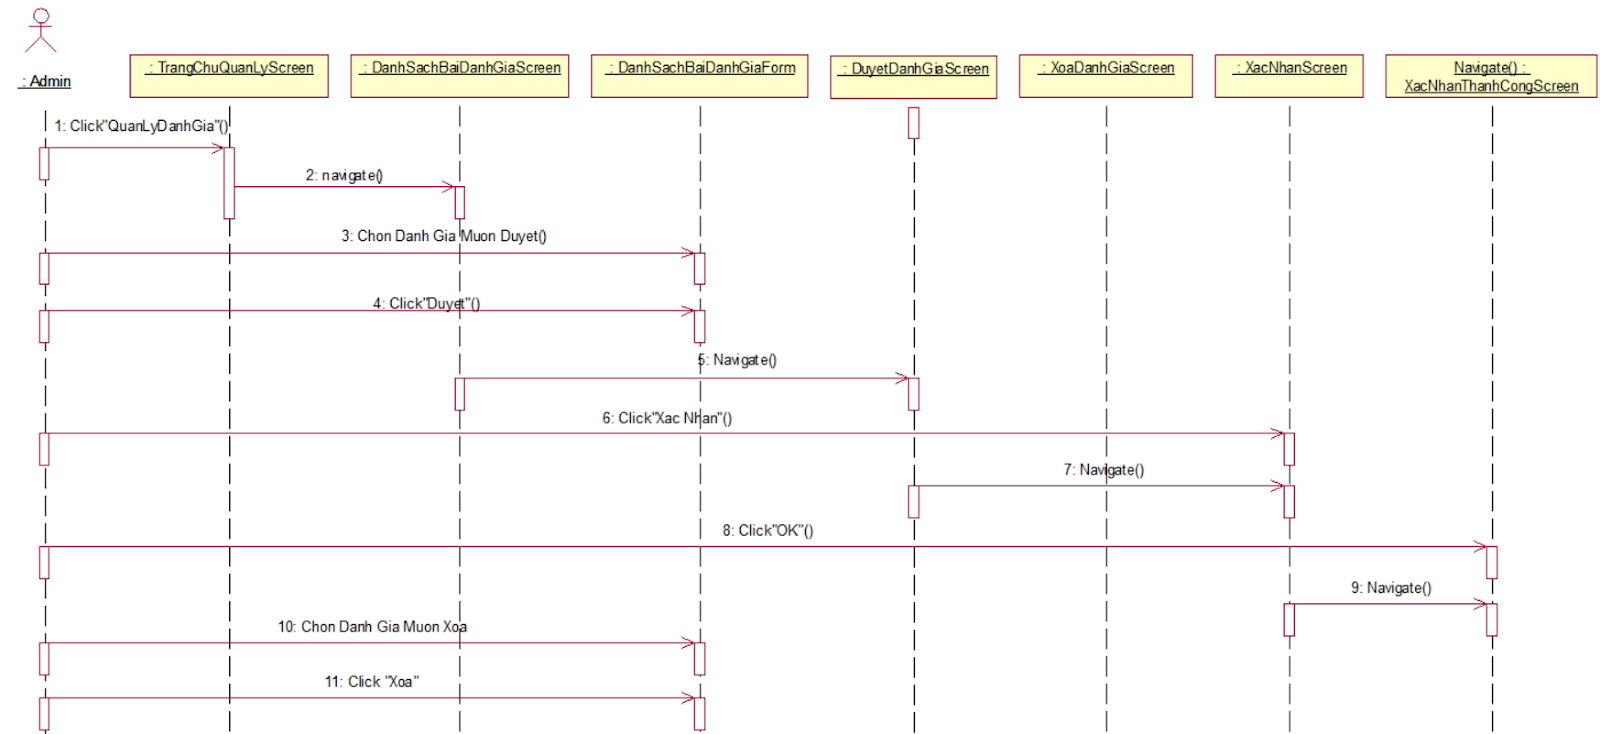 : Admin
: TrangChuQuanLyScreen
: DanhSachBaiDanhGiaScreen
: DanhSachBaiDanhGiaForm
: DuyetDanhGiaScreen
: XoaDanhGiaScreen
: XacNhanScreen
Navigate() :
XacNhanThanhCongScreen
1: Click"QuanLyDanhGia"()
2: navigate()
3: Chon Danh Gia Muon Duyet()
4: Click"Duyet"()
5: Navigate()
6: Click"Xac Nhan"()
7: Navigate()
8: Click"OK"()
9: Navigate()
10: Chon Danh Gia Muon Xoa
11: Click "Xoa"